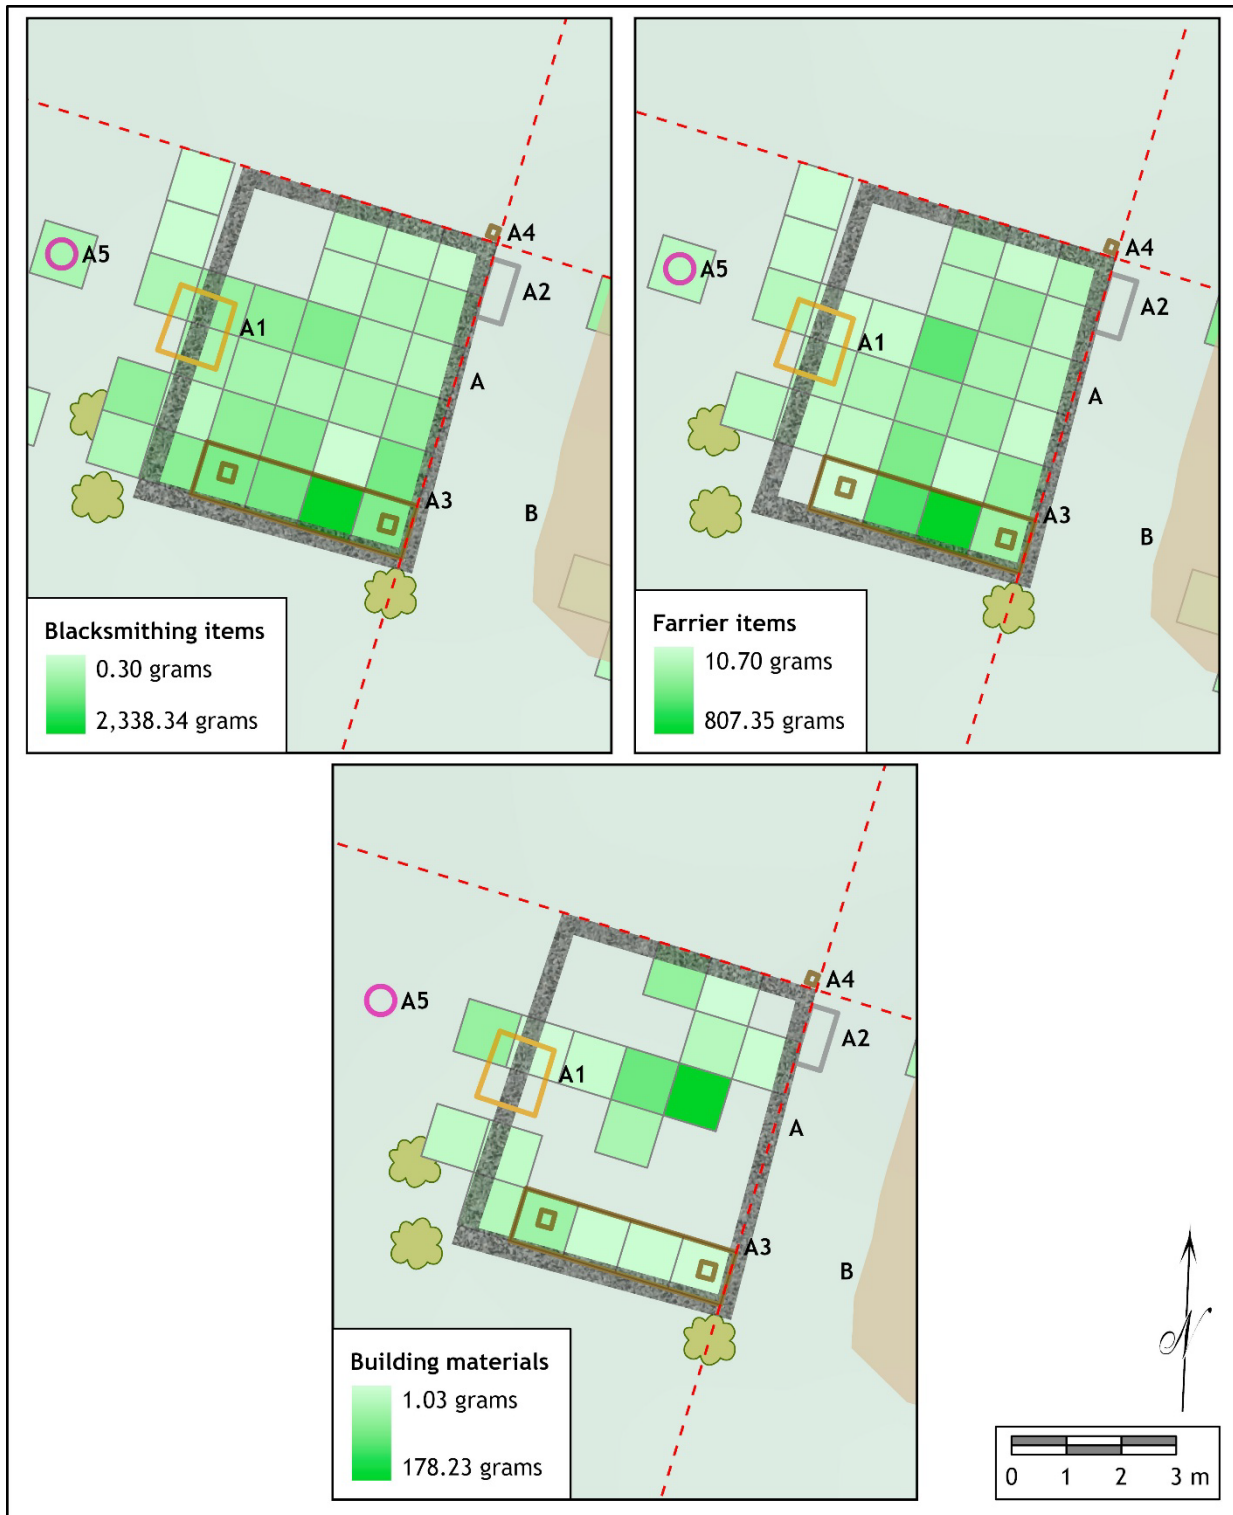 A4
A5
A2
A1
A
A3
B
Blacksmithing items
0.30 grams
2,338.34 grams
A4
A5
A2
A1
A
A3
B
Farrier items
10.70 grams
807.35 grams
A4
A5
A2
A1
A
A3
B
Building materials
1.03 grams
178.23 grams
N
0 1 2 3 m